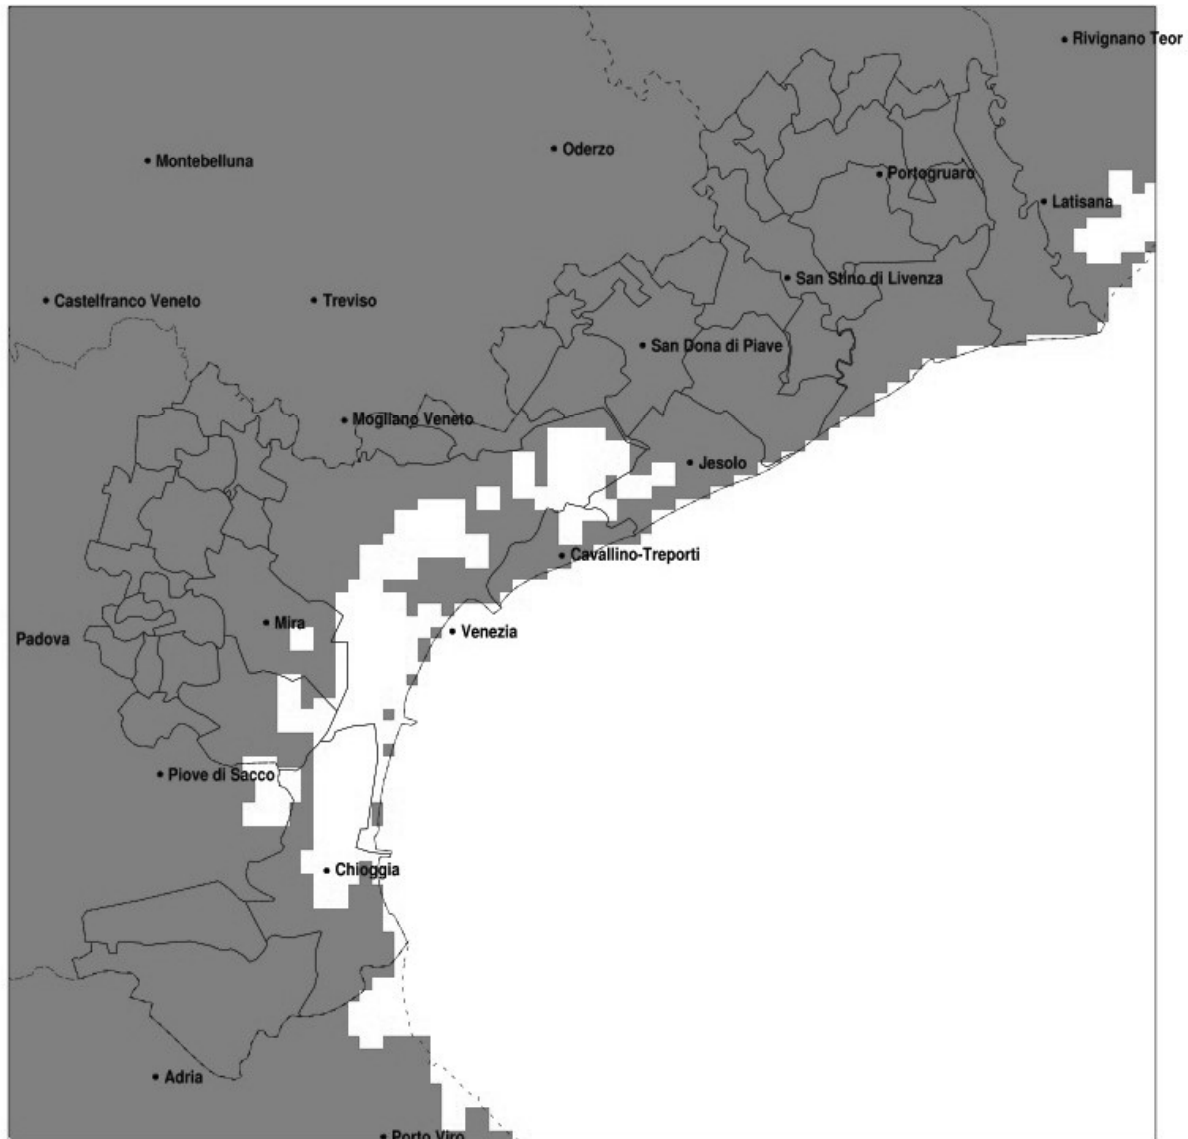 Rivignano Teor
Oderzo
Montebelluna
Portogruaro
Latisana
San Stino di Livenza
Castelfranco Veneto
Treviso
San Dona di Piave
Mogliano Veneto
Jesolo
Cavallino-Treporti
Mira
Venezia
Padova
Piove di Sacco
Chioggia
Adria
Porto Viro